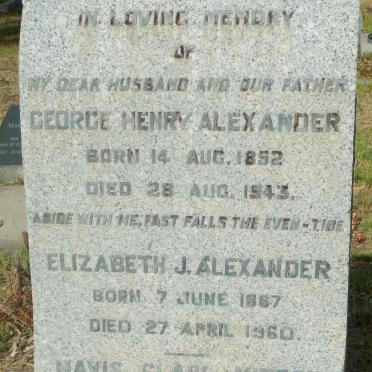 IN LOVING MEMORY
OF
MY DEAR HUSBAND AND OUR FATHER
GEORGE HENRY ALEXANDER
BORN 14 AUG. 1852
DIED 28 AUG. 1943.
ABIDE WITH ME, FAST FALLS THE EVEN-TIDE
ELIZABETH J. ALEXANDER
BORN 7 JUNE 1867
DIED 27 APRIL 1960.
MAVIS